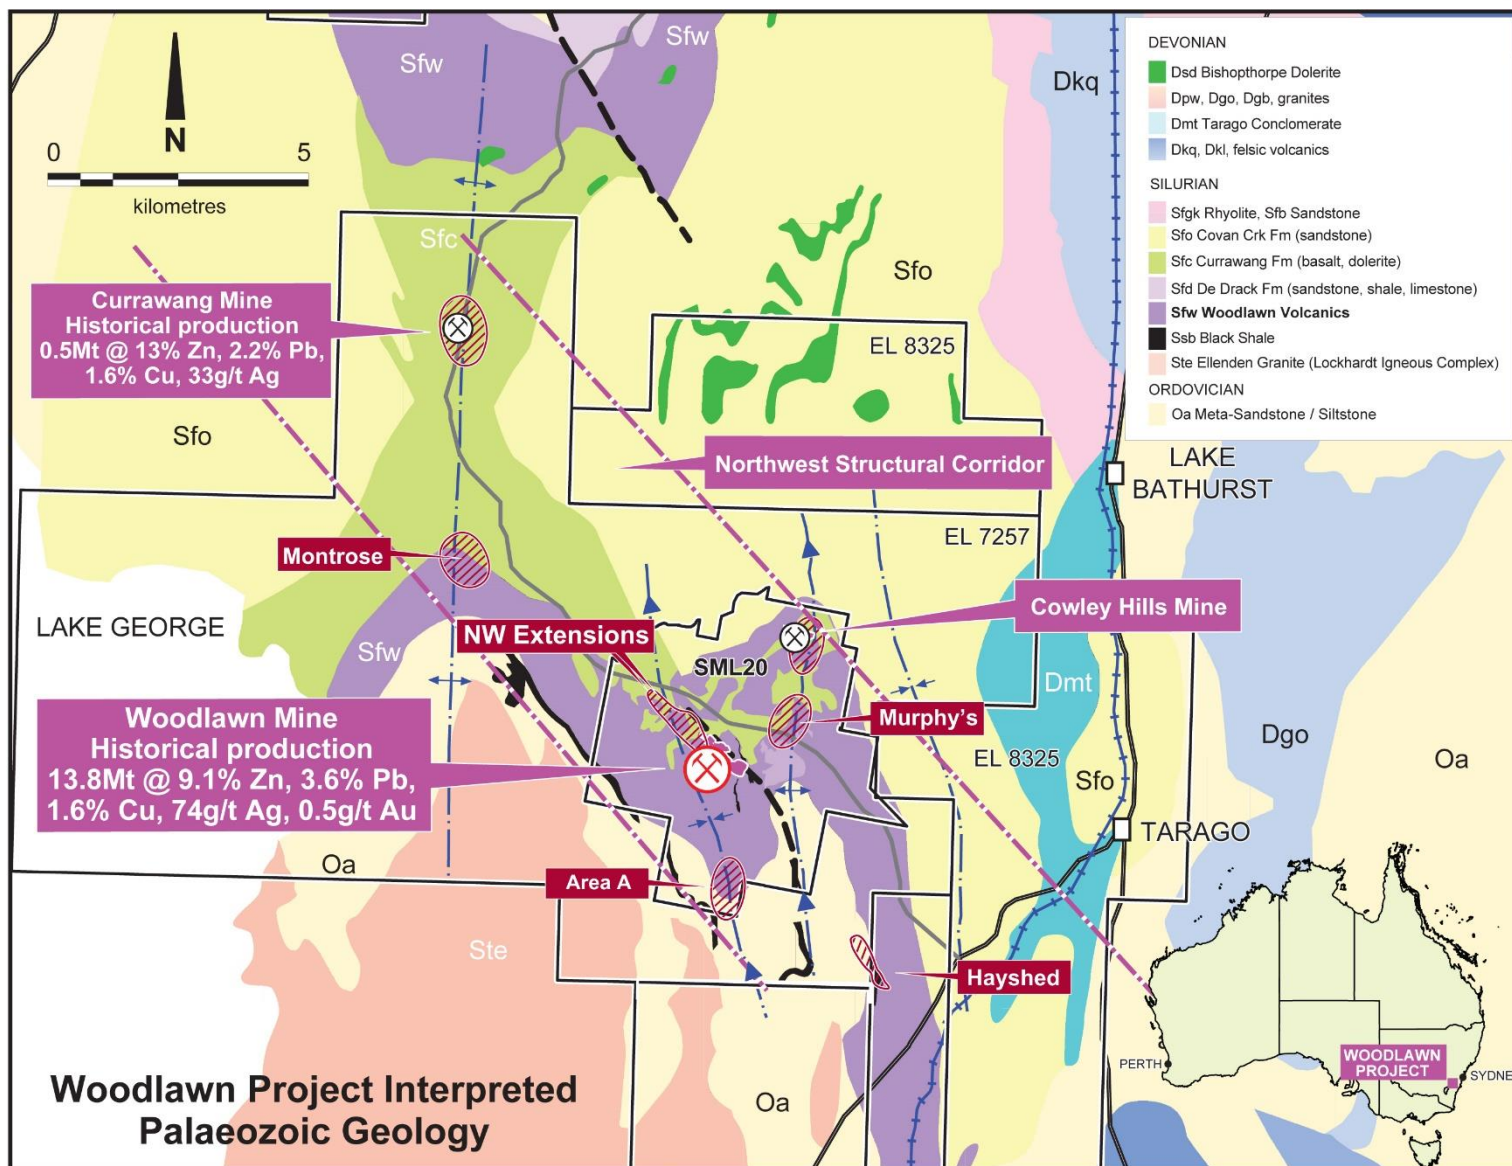 Sfw
Sfw
Dkq
N
0
5
kilometres
DEVONIAN
Dsd Bishopthorpe Dolerite
Dpw, Dgo, Dgb, granites
Dmt Tarago Conclomerate
Dkq, Dkl, felsic volcanics
SILURIAN
Sfgk Rhyolite, Sfb Sandstone
Sfo Covan Crk Fm (sandstone)
Sfc Currawang Fm (basalt, dolerite)
Sfd De Drack Fm (sandstone, shale, limestone)
Sfw Woodlawn Volcanics
Ssb Black Shale
Ste Ellenden Granite (Lockhardt Igneous Complex)
ORDOVICIAN
Oa Meta-Sandstone / Siltstone
Sfc
Sfo
Currawang Mine
Historical production
0.5Mt @ 13% Zn, 2.2% Pb,
1.6% Cu, 33g/t Ag
EL 8325
Sfo
Northwest Structural Corridor
LAKE
BATHURST
EL 7257
Montrose
LAKE GEORGE
Sfw
NW Extensions
Cowley Hills Mine
SML20
Dmt
Murphy's
Woodlawn Mine
Historical production
13.8Mt @ 9.1% Zn, 3.6% Pb,
1.6% Cu, 74g/t Ag, 0.5g/t Au
EL 8325
Dgo
Oa
Sfo
TARAGO
Oa
Area A
Ste
Hayshed
Woodlawn Project Interpreted
Palaeozoic Geology
Oa
PERTH
WOODLAWN
PROJECT
SYDNE